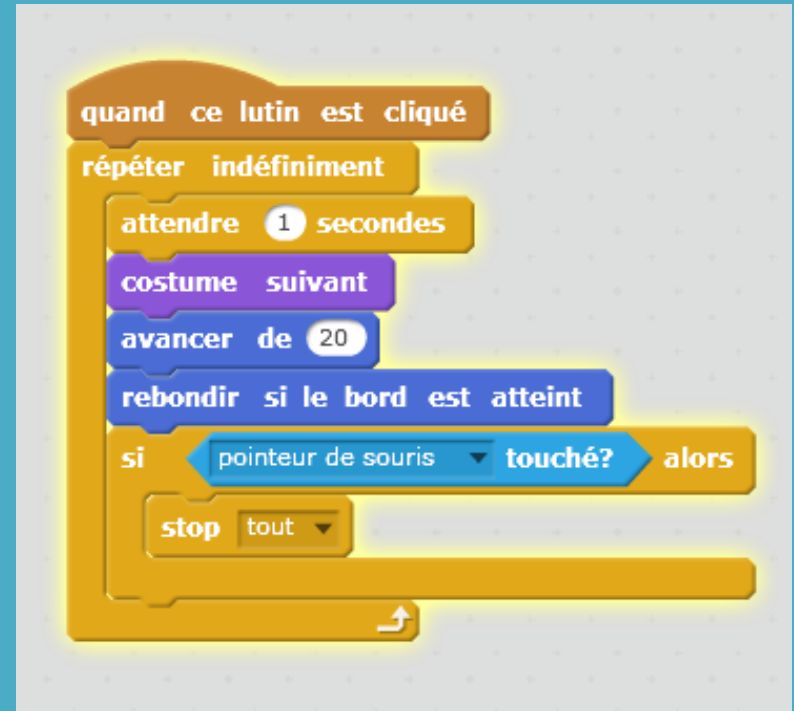 quand ce lutin est cliqué
répéter indéfiniment
attendre 1 secondes
costume suivant
avancer de 20
rebondir si le bord est atteint
si pointeur de souris touché? alors
stop tout